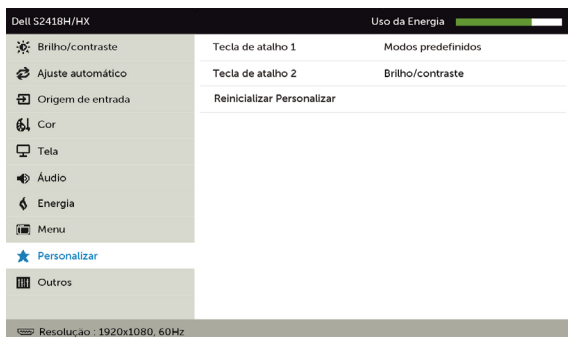 Dell S2418H/HX Uso da Energia
Brilho/contraste Tecla de atalho 1 Modos predefinidos
Ajuste automático Tecla de atalho 2 Brilho/contraste
Origem de entrada Reinicializar Personalizar
Cor
Tela
Áudio
Energia
Menu
Personalizar
Outros
Resolução : 1920x1080, 60Hz